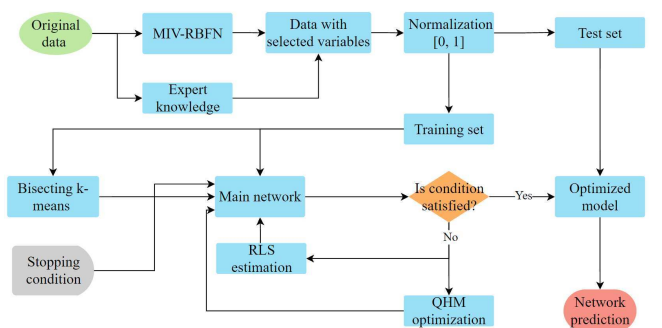 Original
data
MIV-RBFN
Data with
selected variables
Normalization
[0, 1]
Test set
Expert
knowledge
Training set
Bisecting k-
means
Main network
Is condition
satisfied?
Yes
Optimized
model
No
Stopping
condition
RLS
estimation
QHM
optimization
Network
prediction